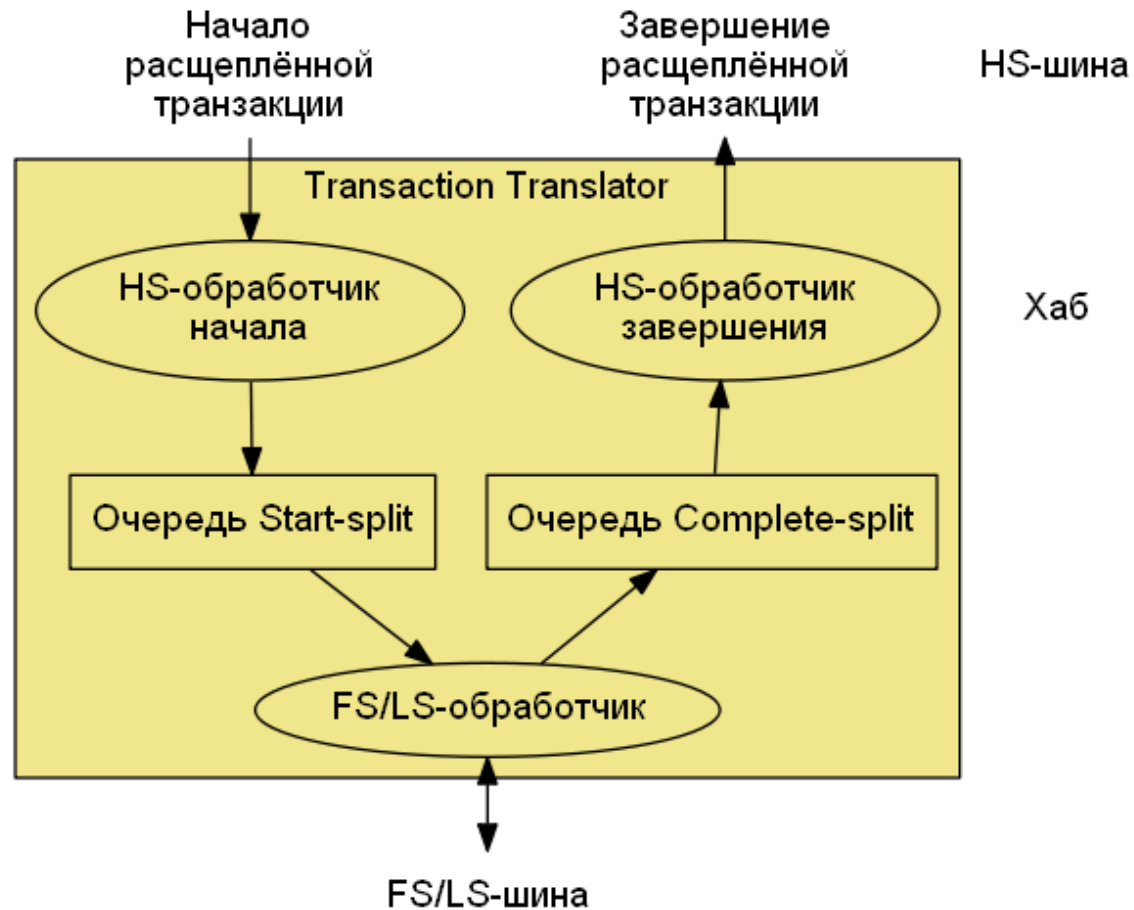 Начало
расщеплённой
транзакции
Завершение
расщеплённой
транзакции
HS-шина
Transaction Translator
HS-обработчик
начала
HS-обработчик
завершения
Хаб
Очередь Start-split
Очередь Complete-split
FS/LS-обработчик
FS/LS-шина